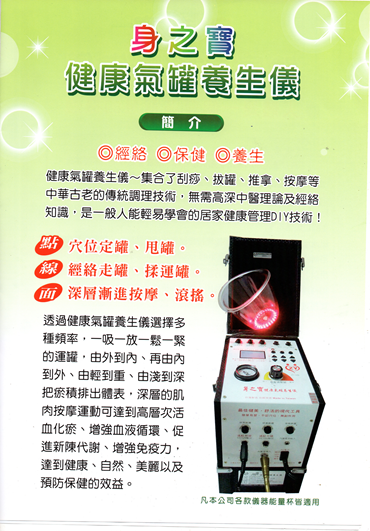 身之寶
健康氣罐養生儀
簡介
◎經絡 ◎保健 ◎養生
健康氣罐養生儀～集合了刮痧、拔罐、推拿、按摩等
中華古老的傳統調理技術，無需高深中醫理論及經絡
知識，是一般人能輕易學會的居家健康管理DIY技術！
點 穴位定罐、甩罐。
線 經絡走罐、揉運罐。
面 深層漸進按摩、滾搖。
透過健康氣罐養生儀選擇多
種頻率，一吸一放一鬆一緊
的運罐，由外到內、再由內
到外、由輕到重、由淺到深
把瘀積排出體表，深層的肌
肉按摩運動可達到高層次活
血化瘀、增強血液循環、促
進新陳代謝、增強免疫力，
達到健康、自然、美麗以及
預防保健的效益。
身之寶
凡本公司各款儀器能量杯皆適用